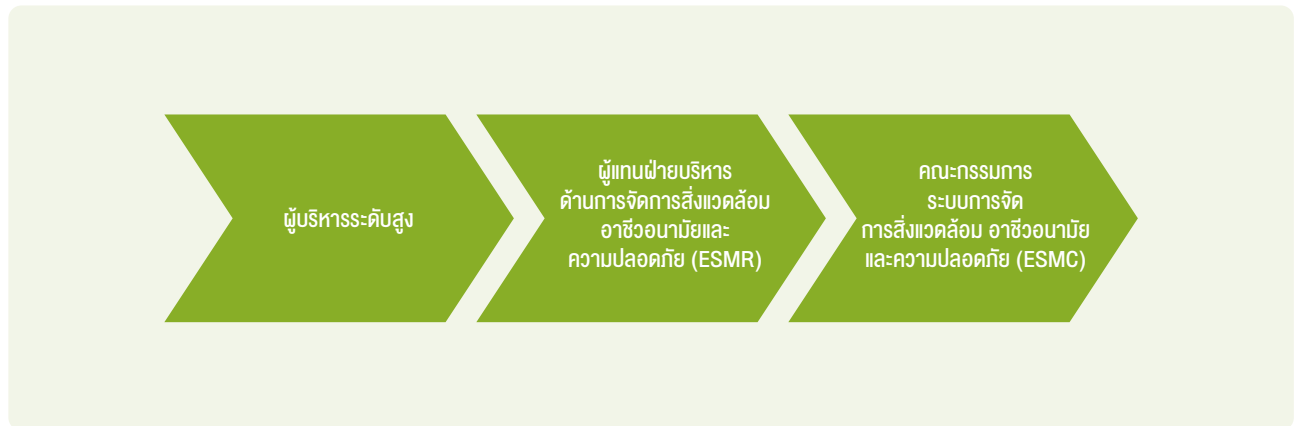 ผู้บริหารระดับสูง
ผู้แทนฝ่ายบริหาร
ด้านการจัดการสิ่งแวดล้อม
อาชีวอนามัยและ
ความปลอดภัย (ESMR)
คณะกรรมการ
ระบบการจัด
การสิ่งแวดล้อม อาชีวอนามัย
และความปลอดภัย (ESMC)